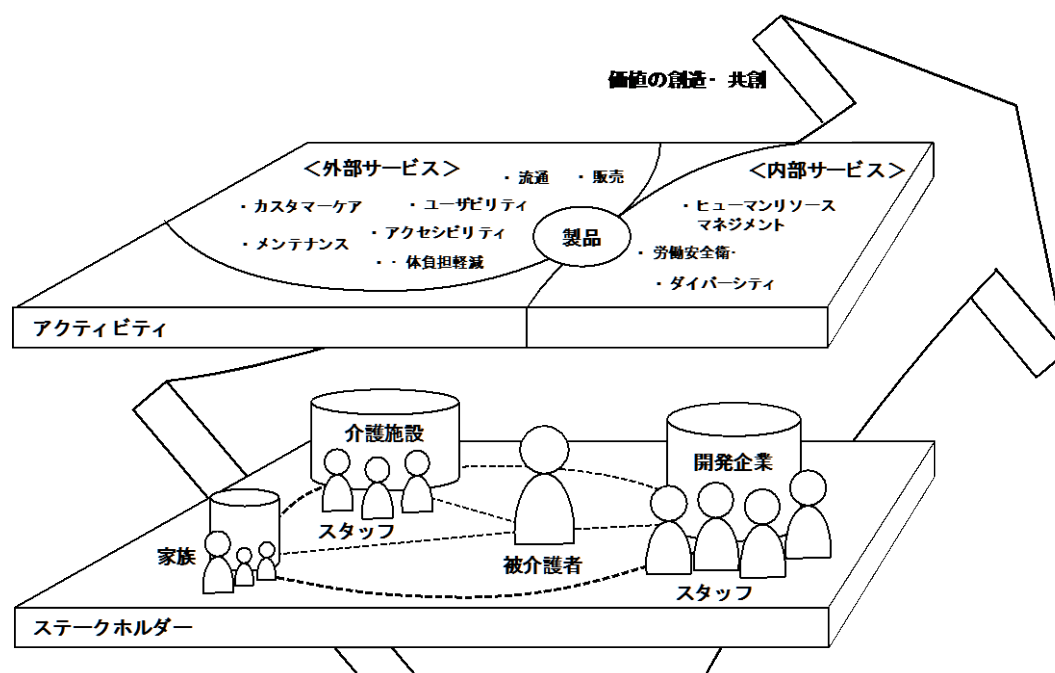 価値の創造・ 共創
＜外部サービス＞
・ 流通
・ 販売
＜内部サービス＞
・ カスタマーケア
・ ユーザビリティ
・ ヒューマンリソース
マネジメント
・ メンテナンス
・ アクセシビリティ
製品
・ 労働安全衛・
・ ・ 体負担軽減
・ ダイバーシティ
アクティビティ
介護施設
開発企業
スタッフ
家族
被介護者
スタッフ
ステークホルダー